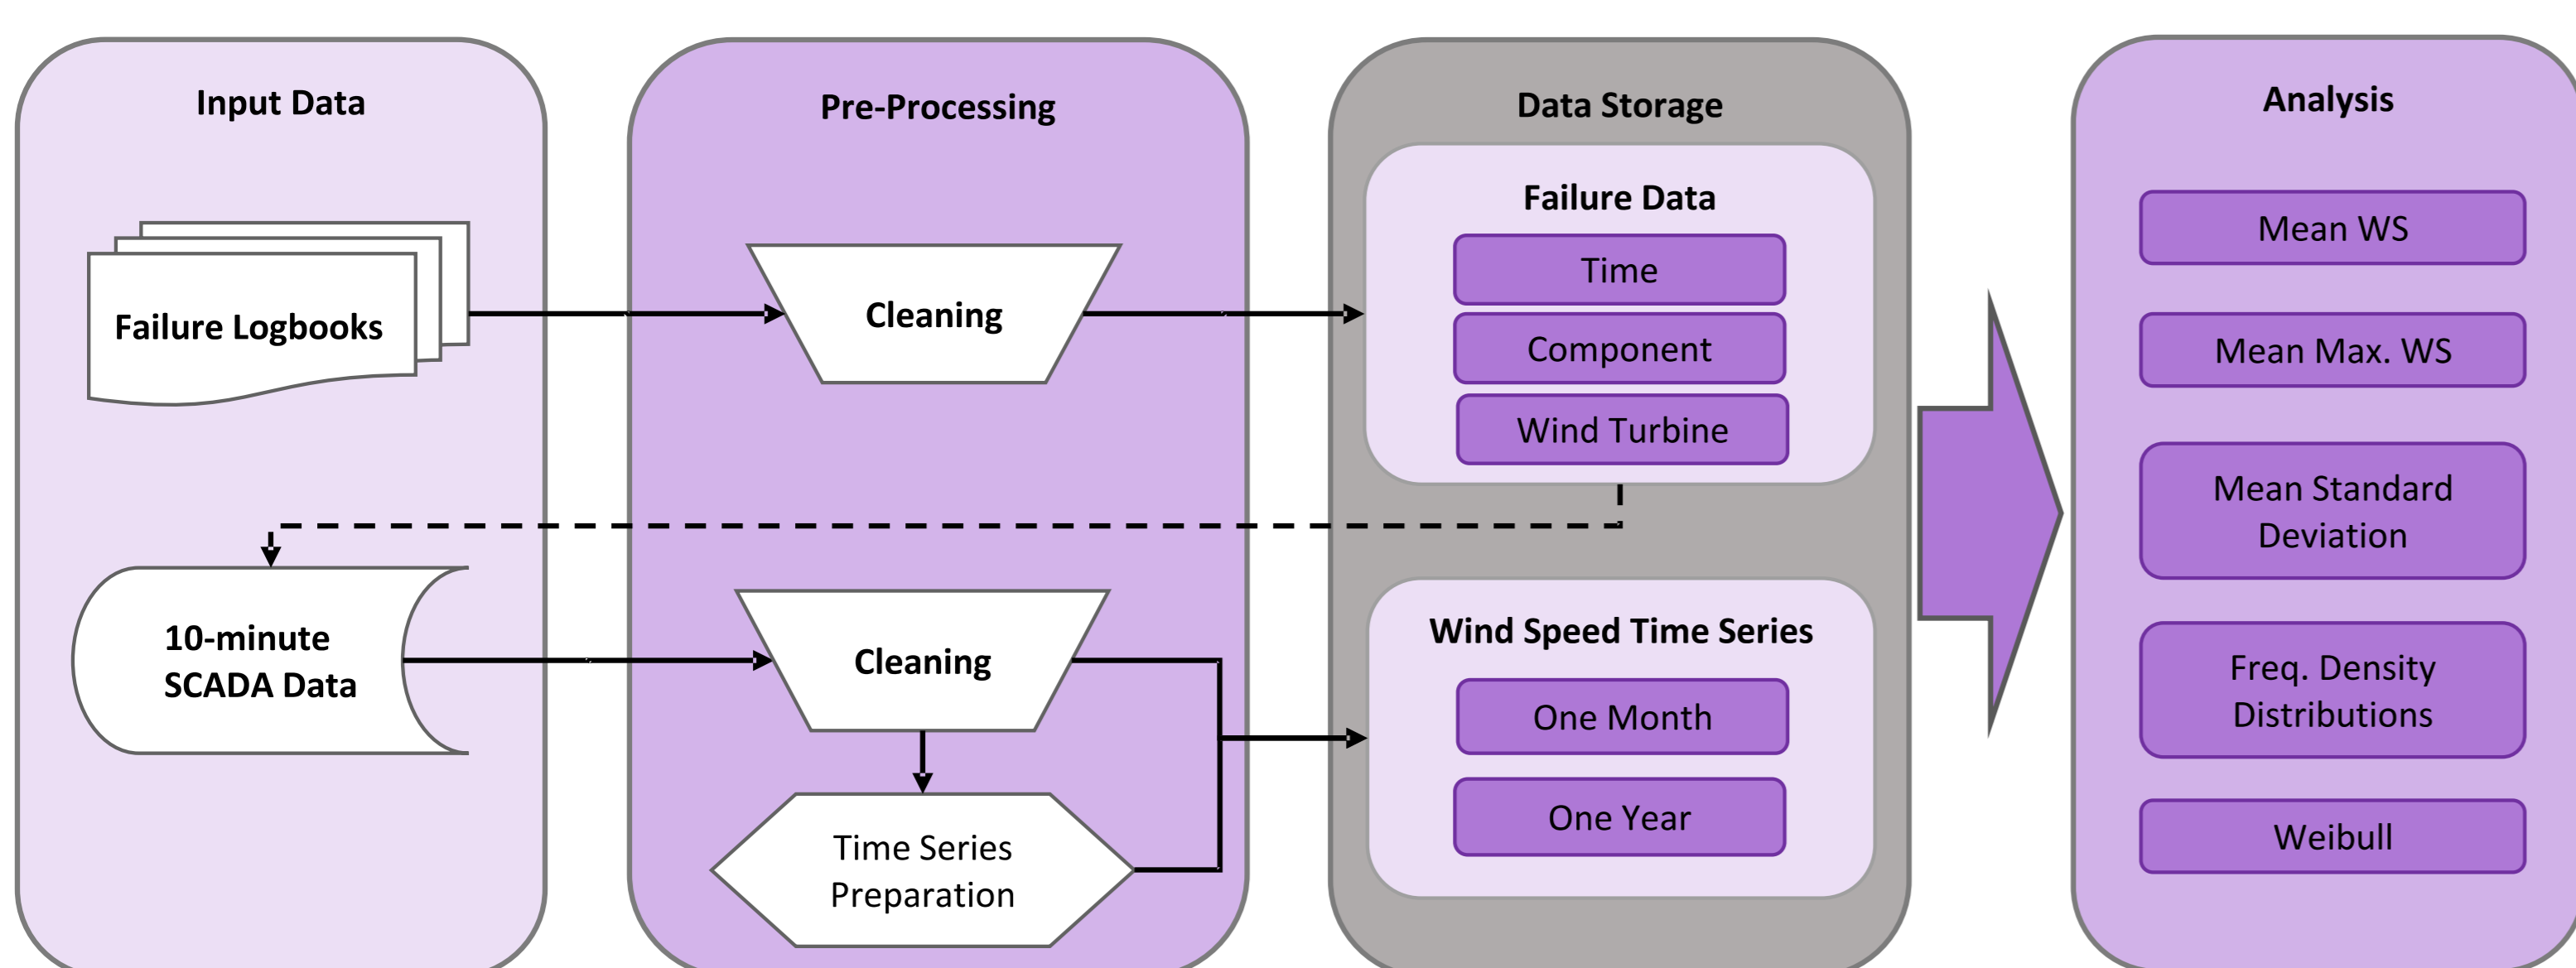 Input Data
Failure Logbooks
10-minute
SCADA Data
Pre-Processing
Cleaning
Cleaning
Time Series
Preparation
Data Storage
Failure Data
Time
Component
Wind Turbine
Wind Speed Time Series
One Month
One Year
Analysis
Mean WS
Mean Max. WS
Mean Standard
Deviation
Freq. Density
Distributions
Weibull